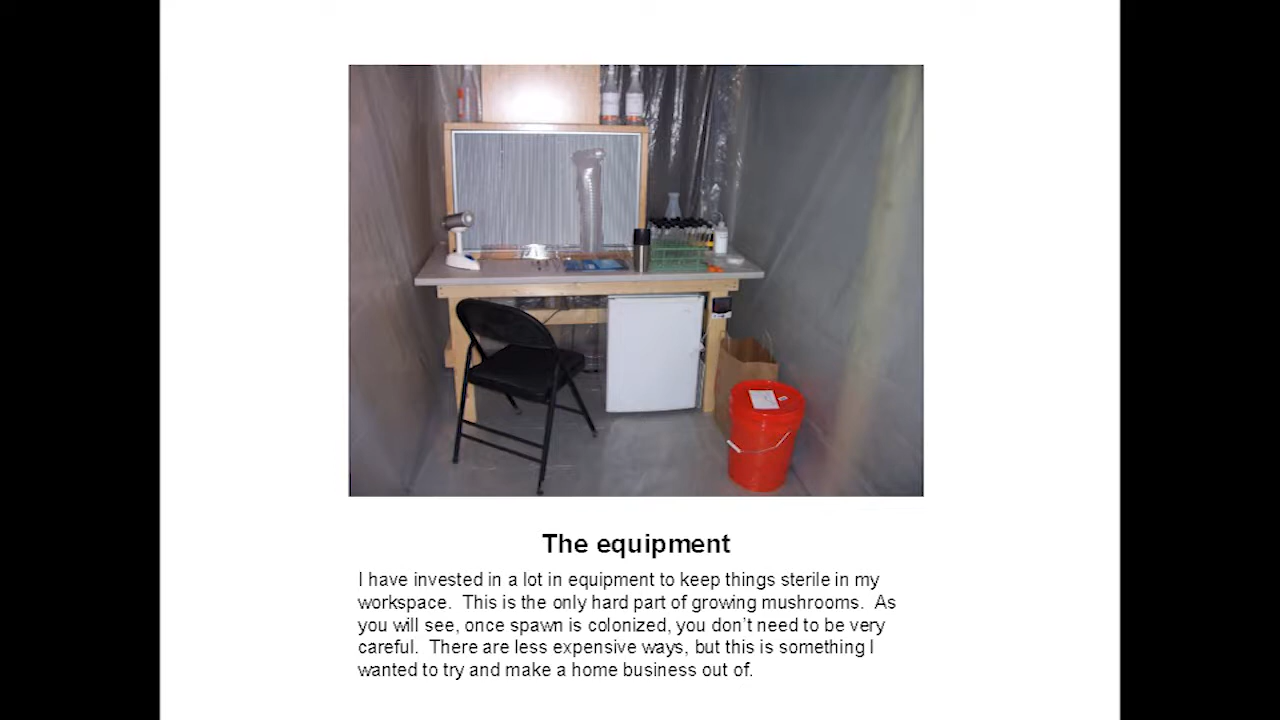 The equipment
I have invested in a lot in equipment to keep things sterile in my
workspace.  This is the only hard part of growing mushrooms.  As
you will see, once spawn is colonized, you don’t need to be very
careful.  There are less expensive ways, but this is something I
wanted to try and make a home business out of.